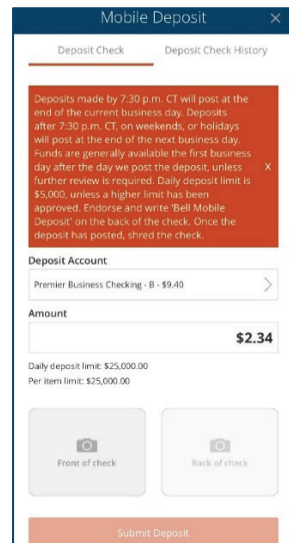 Mobile Deposit ×
Deposit Check Deposit Check History
Deposits made by 7:30 p.m. CT will post at the
end of the current business day. Deposits
after 7:30 p.m. CT, on weekends, or holidays
will post at the end of the next business day.
Funds are generally available the first business
day after the day we post the deposit, unless X
further review is required. Daily deposit limit is
$5,000, unless a higher limit has been
approved. Endorse and write 'Bell Mobile
Deposit' on the back of the check. Once the
deposit has posted, shred the check.
Deposit Account
Premier Business Checking - B - $9.40
Amount
$2.34
Daily deposit limit: $25,000.00
Per item limit: $25,000.00
Front of check Back of check
Submit Deposit